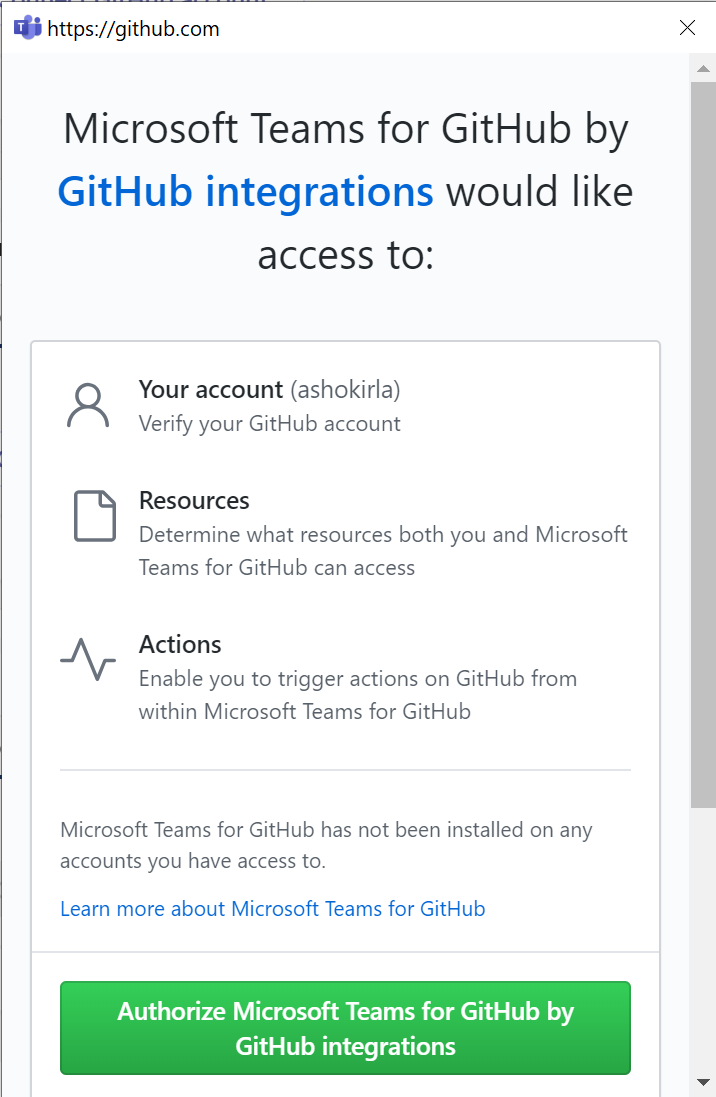 https://github.com
Microsoft Teams for GitHub by
GitHub integrations would like
access to:
Your account (ashokirla)
Verify your GitHub account
Resources
Determine what resources both you and Microsoft
Teams for GitHub can access
Actions
Enable you to trigger actions on GitHub from
within Microsoft Teams for GitHub
Microsoft Teams for GitHub has not been installed on any
accounts you have access to.
Learn more about Microsoft Teams for GitHub
Authorize Microsoft Teams for GitHub by
GitHub integrations